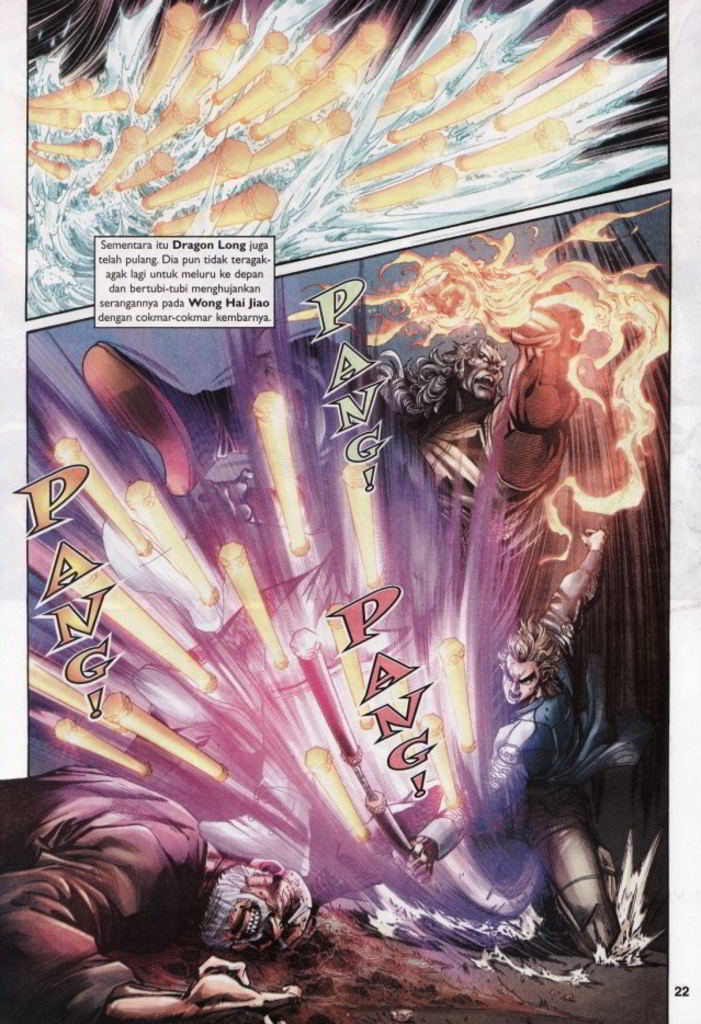 Sementara itu Dragon Long juga
telah pulang. Dia pun tidak teragak-
agak lagi untuk meluru ke depan
dan bertubi-tubi menghujankan
serangannya pada Wong Hai Jiao
dengan cokmar-cokmar kembarnya.
PANG!
PANG!
PANG!
22